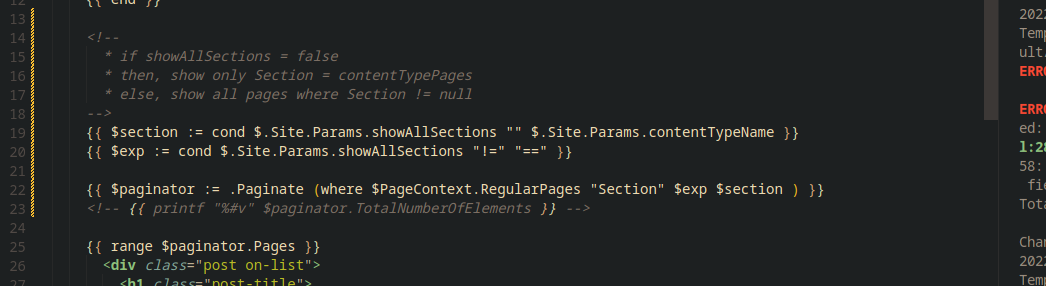 12 {{ end }}
13
14 <!--
15 * if showAllSections = false
16 * then, show only Section = contentTypePages
17 * else, show all pages where Section != null
18 -->
19 {{ $section := cond $.Site.Params.showAllSections "" $.Site.Params.contentTypeName }}
20 {{ $exp := cond $.Site.Params.showAllSections "!=" "==" }}
21
22 {{ $paginator := .Paginate (where $PageContext.RegularPages "Section" $exp $section ) }}
23 <!-- {{ printf "%#v" $paginator.TotalNumberOfElements }} -->
24
25 {{ range $paginator.Pages }}
26 <div class="post on-list">
27 <h1 class="post-title">
2022
Temp
ult.
ERRO
ERRO
ed:
l:28
58:
fie
Tota
Chan
2022
Temp